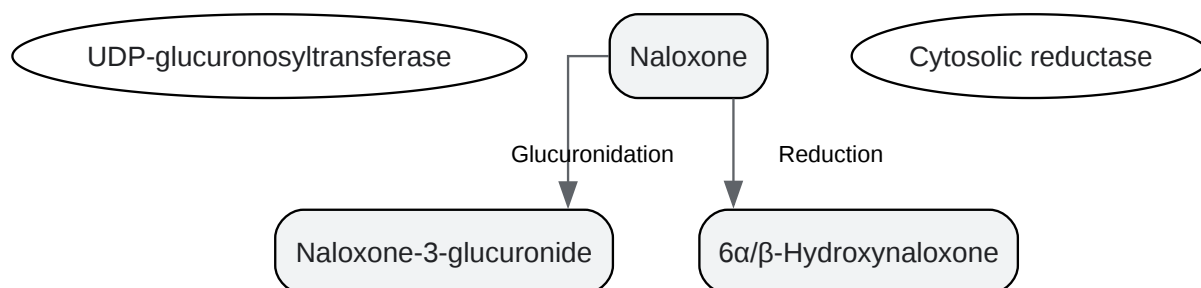 UDP-glucuronosyltransferase
Naloxone
Cytosolic reductase
Glucuronidation
Reduction
Naloxone-3-glucuronide
6α/β-Hydroxynaloxone